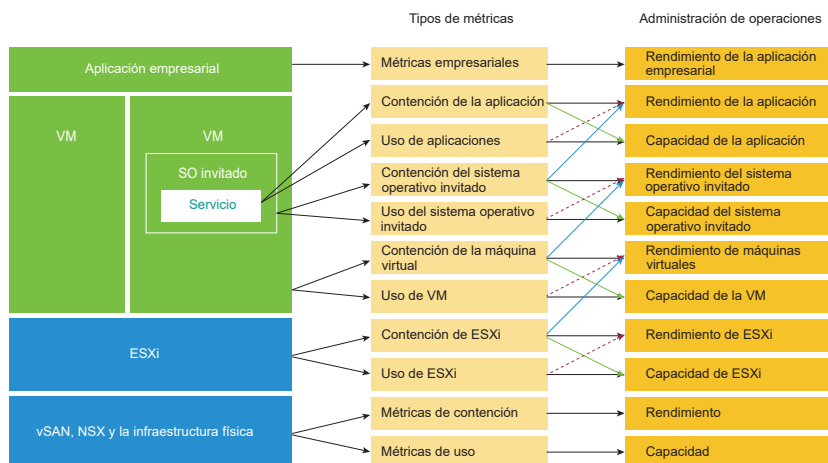 Tipos de métricas
Administración de operaciones
Aplicación empresarial
Métricas empresariales
Rendimiento de la aplicación
empresarial
VM
VM
SO invitado
Servicio
Contención de la aplicación
Rendimiento de la aplicación
Uso de aplicaciones
Capacidad de la aplicación
Contención del sistema
operativo invitado
Rendimiento del sistema
operativo invitado
Uso del sistema operativo
invitado
Capacidad del sistema
operativo invitado
Contención de la máquina
virtual
Rendimiento de máquinas
virtuales
Uso de VM
Capacidad de la VM
ESXi
Contención de ESXi
Rendimiento de ESXi
Uso de ESXi
Capacidad de ESXi
vSAN, NSX y la infraestructura física
Métricas de contención
Rendimiento
Métricas de uso
Capacidad